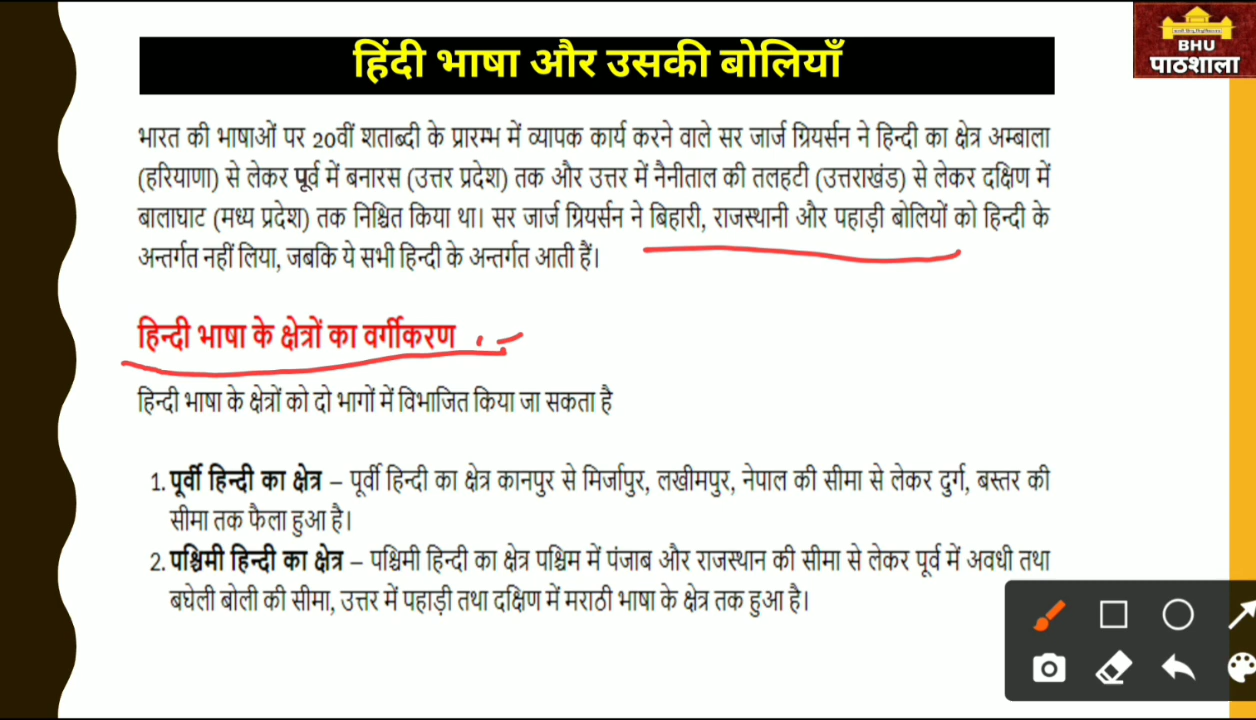 हिंदी भाषा और उसकी बोलियाँ
BHU
पाठशाला
भारत की भाषाओं पर 20वीं शताब्दी के प्रारम्भ में व्यापक कार्य करने वाले सर जार्ज ग्रियर्सन ने हिन्दी का क्षेत्र अम्बाला
(हरियाणा) से लेकर पूर्व में बनारस (उत्तर प्रदेश) तक और उत्तर में नैनीताल की तलहटी (उत्तराखंड) से लेकर दक्षिण में
बालाघाट (मध्य प्रदेश) तक निश्चित किया था। सर जार्ज ग्रियर्सन ने बिहारी, राजस्थानी और पहाड़ी बोलियों को हिन्दी के
अन्तर्गत नहीं लिया, जबकि ये सभी हिन्दी के अन्तर्गत आती हैं।
हिन्दी भाषा के क्षेत्रों का वर्गीकरण
हिन्दी भाषा के क्षेत्रों को दो भागों में विभाजित किया जा सकता है
1. पूर्वी हिन्दी का क्षेत्र – पूर्वी हिन्दी का क्षेत्र कानपुर से मिर्जापुर, लखीमपुर, नेपाल की सीमा से लेकर दुर्ग, बस्तर की
सीमा तक फैला हुआ है।
2. पश्चिमी हिन्दी का क्षेत्र – पश्चिमी हिन्दी का क्षेत्र पश्चिम में पंजाब और राजस्थान की सीमा से लेकर पूर्व में अवधी तथा
बघेली बोली की सीमा, उत्तर में पहाड़ी तथा दक्षिण में मराठी भाषा के क्षेत्र तक हुआ है।